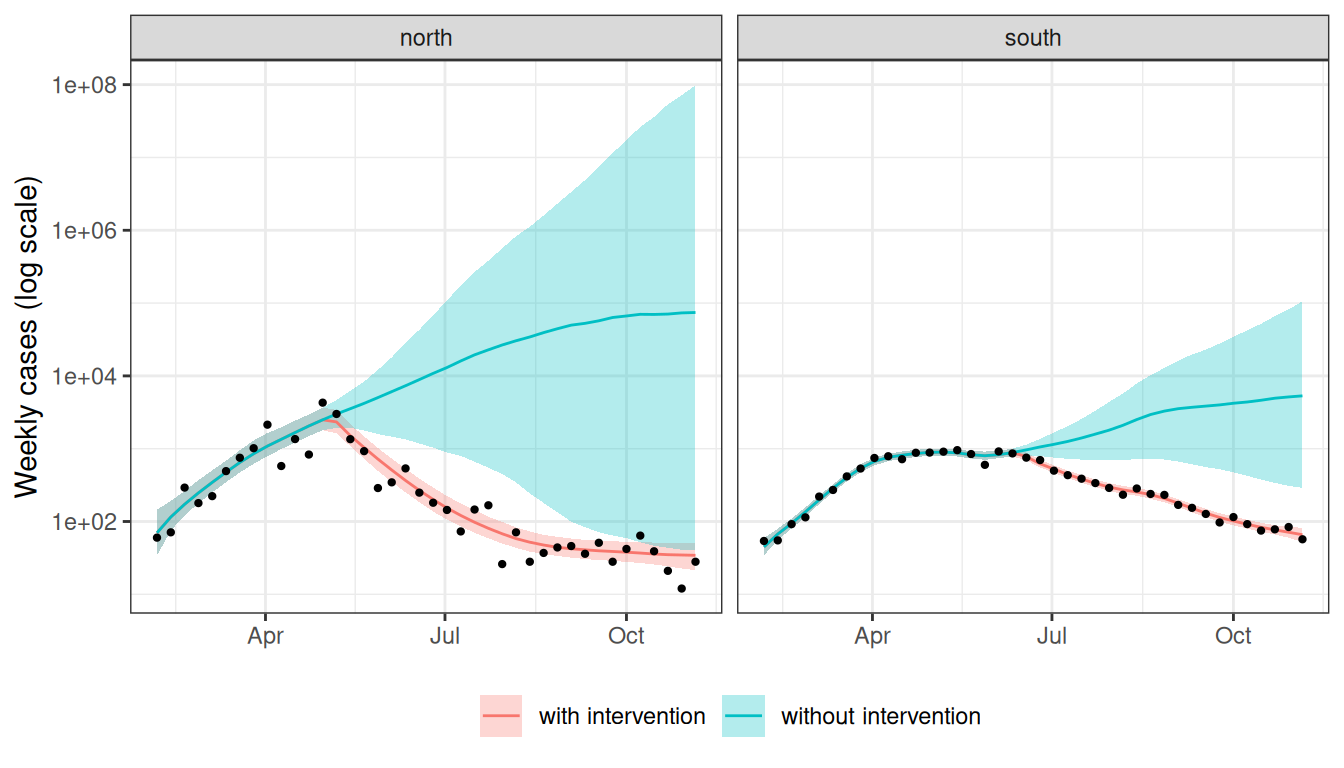 north
south
Weekly cases (log scale)
1e+08
1e+06
1e+04
1e+02
Apr
Jul
Oct
Apr
Jul
Oct
with intervention
without intervention